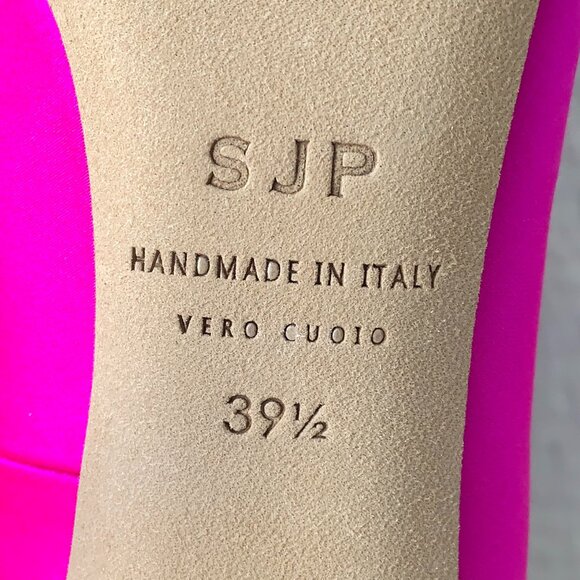 SJP
HANDMADE IN ITALY
VERO CUOIO
39½